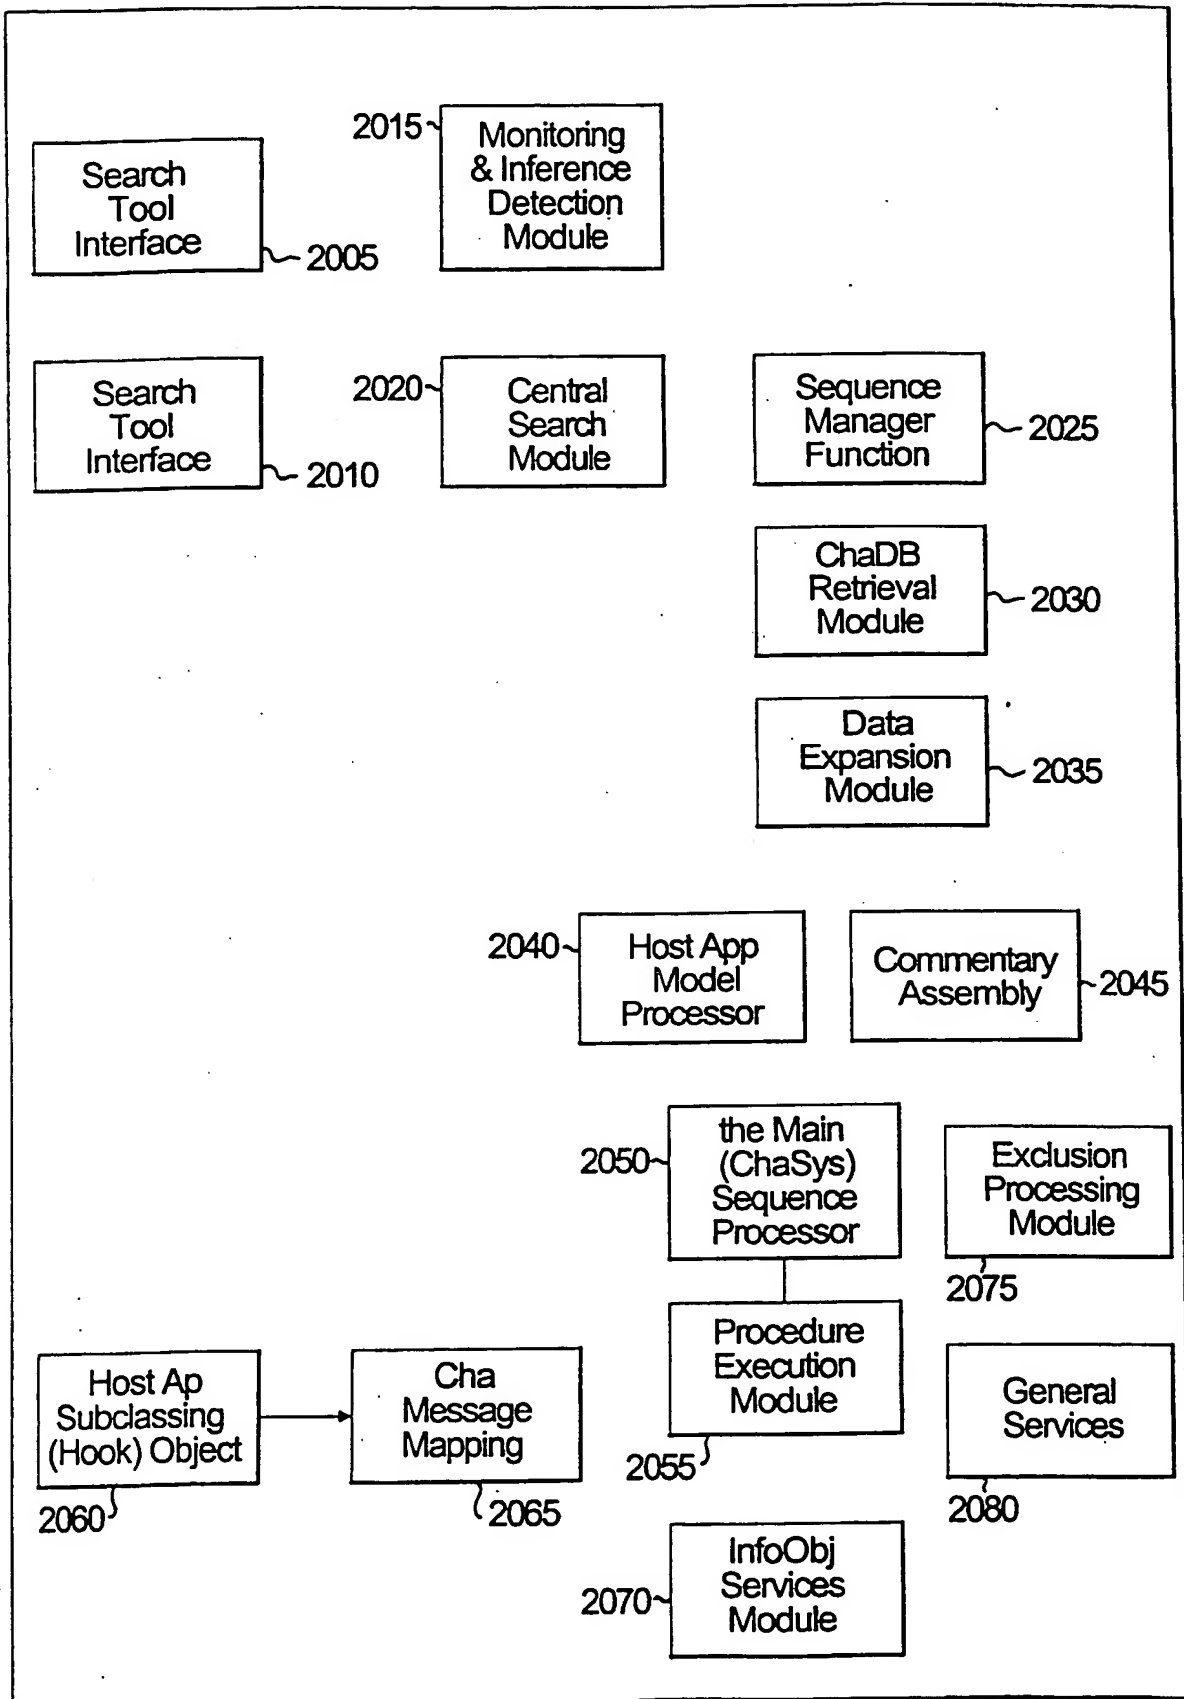 2015
Monitoring
& Inference
Detection
Module
Search
Tool
Interface
2005
Search
Tool
Interface
2010
2020
Central
Search
Module
Sequence
Manager
Function
2025
ChaDB
Retrieval
Module
2030
Data
Expansion
Module
2035
2040
Host App
Model
Processor
Commentary
Assembly
2045
2050
the Main
(ChaSys)
Sequence
Processor
Exclusion
Processing
Module
2075
Procedure
Execution
Module
2055
Host Ap
Subclassing
(Hook) Object
2060
Cha
Message
Mapping
2065
General
Services
2080
2070
InfoObj
Services
Module